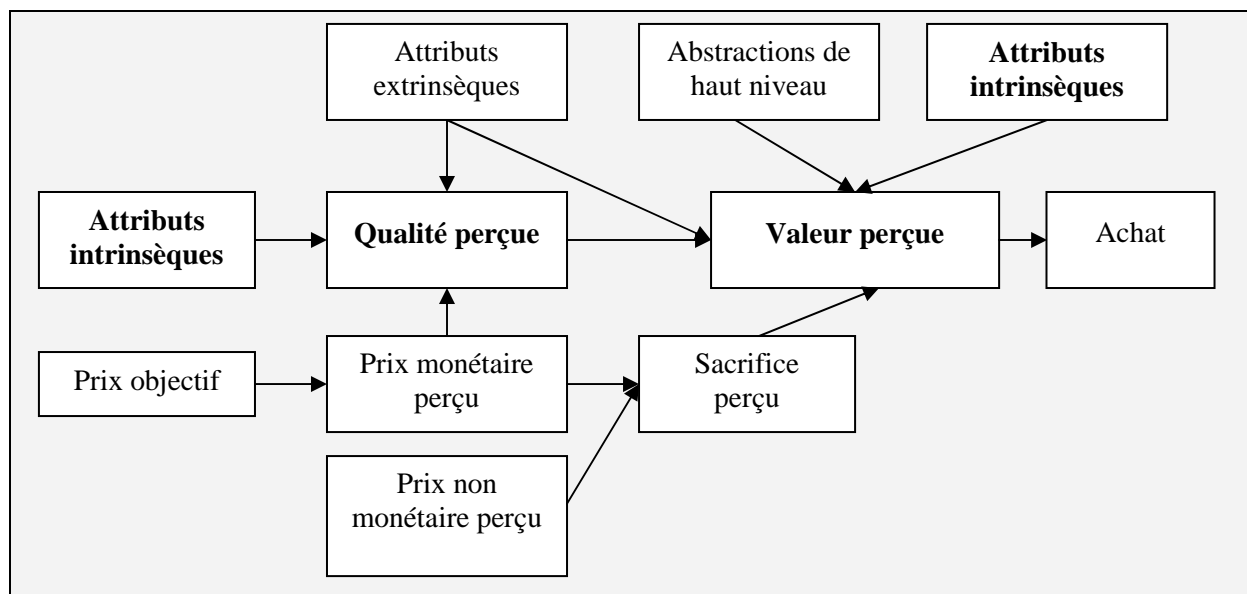 Attributs
extrinsèques
Abstractions de
haut niveau
Attributs
intrinsèques
Attributs
intrinsèques
Qualité perçue
Valeur perçue
Achat
Prix objectif
Prix monétaire
perçu
Sacrifice
perçu
Prix non
monétaire perçu